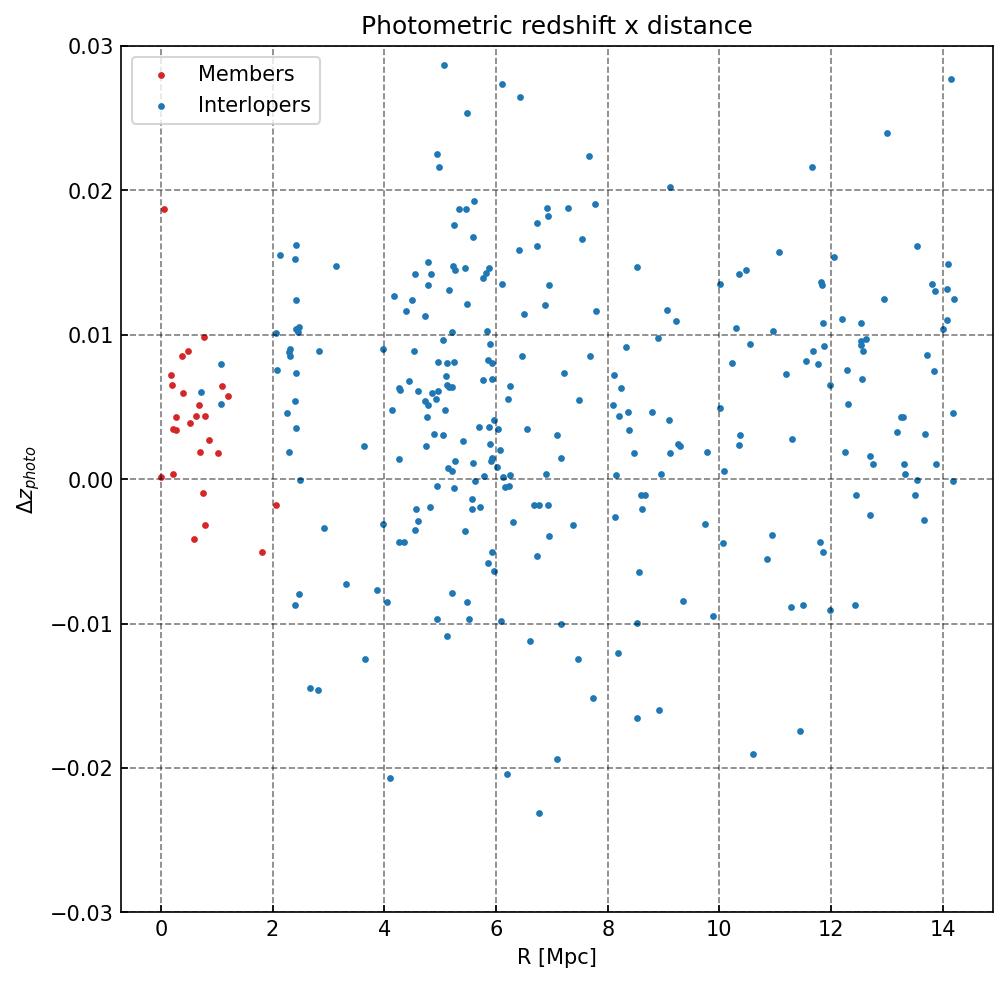 Photometric redshift x distance
Members
Interlopers
0.03
0.02
0.01
0.00
−0.01
−0.02
−0.03
Δz_photo
0 2 4 6 8 10 12 14
R [Mpc]